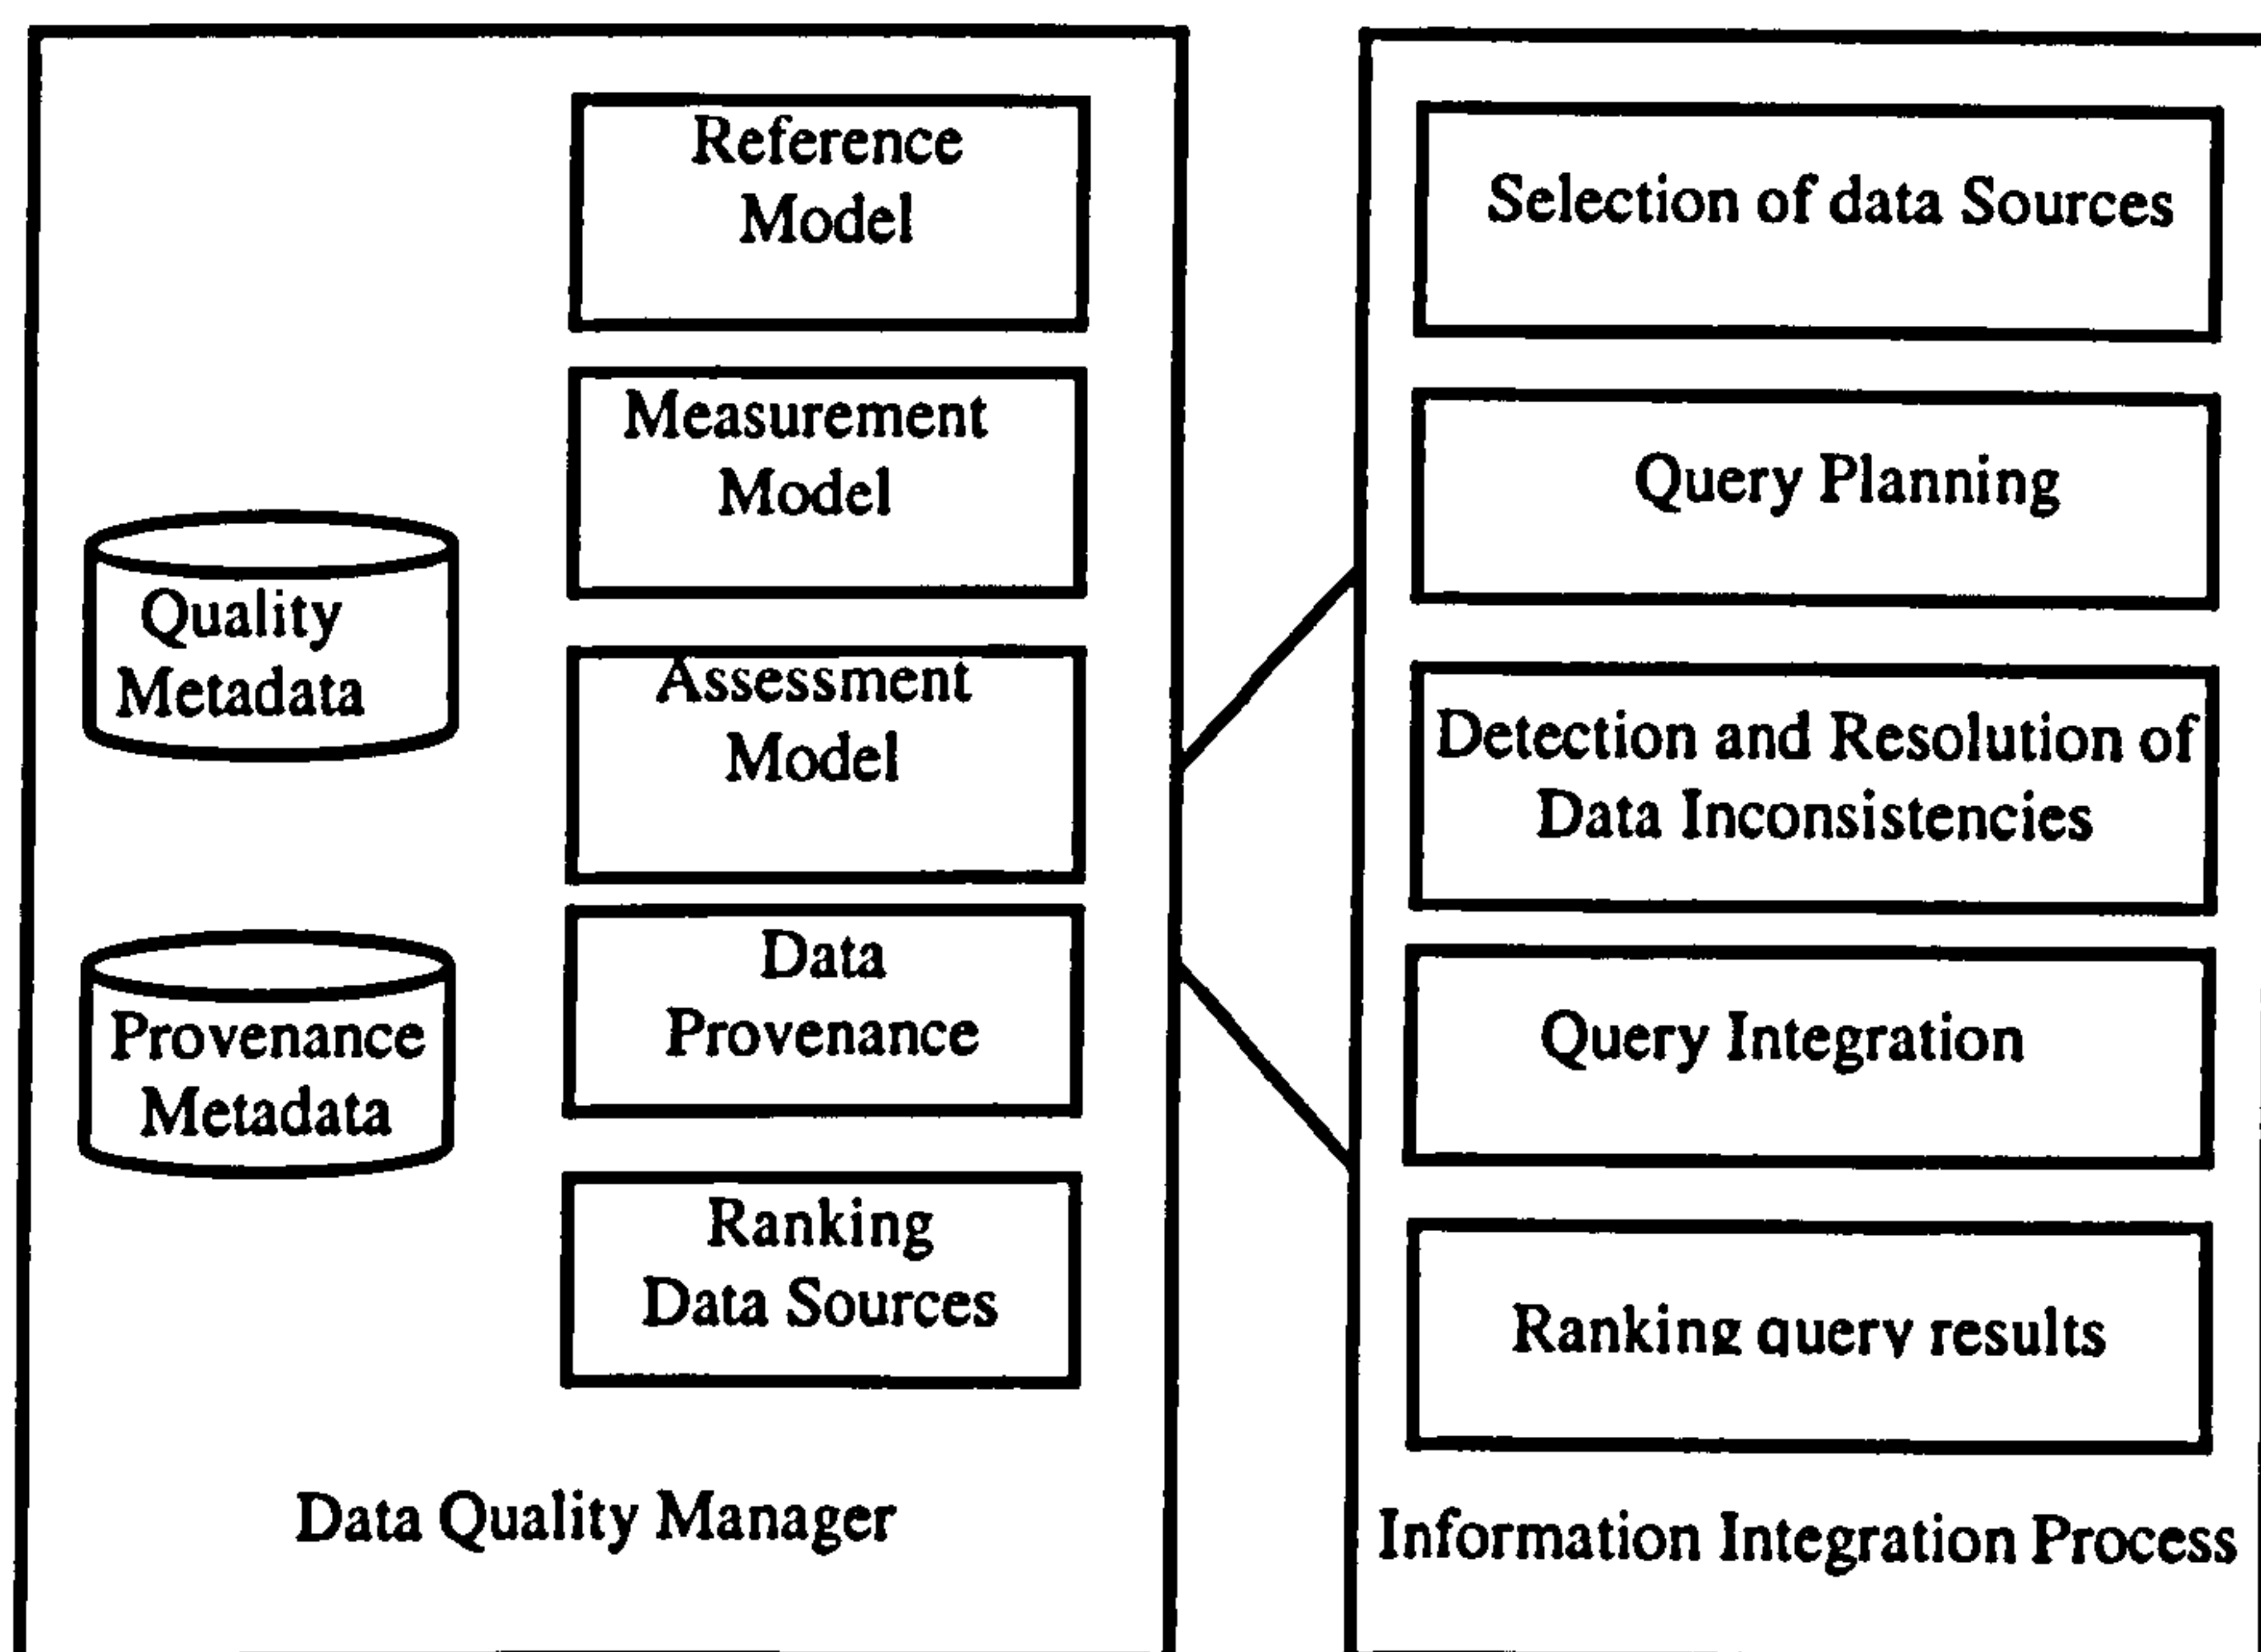 Reference
Model
Measurement
Model
Assessment
Model
Data
Provenance
Ranking
Data Sources
Quality
Metadata
Provenance
Metadata
Data Quality Manager
Selection of data Sources
Query Planning
Detection and Resolution of
Data Inconsistencies
Query Integration
Ranking query results
Information Integration Process